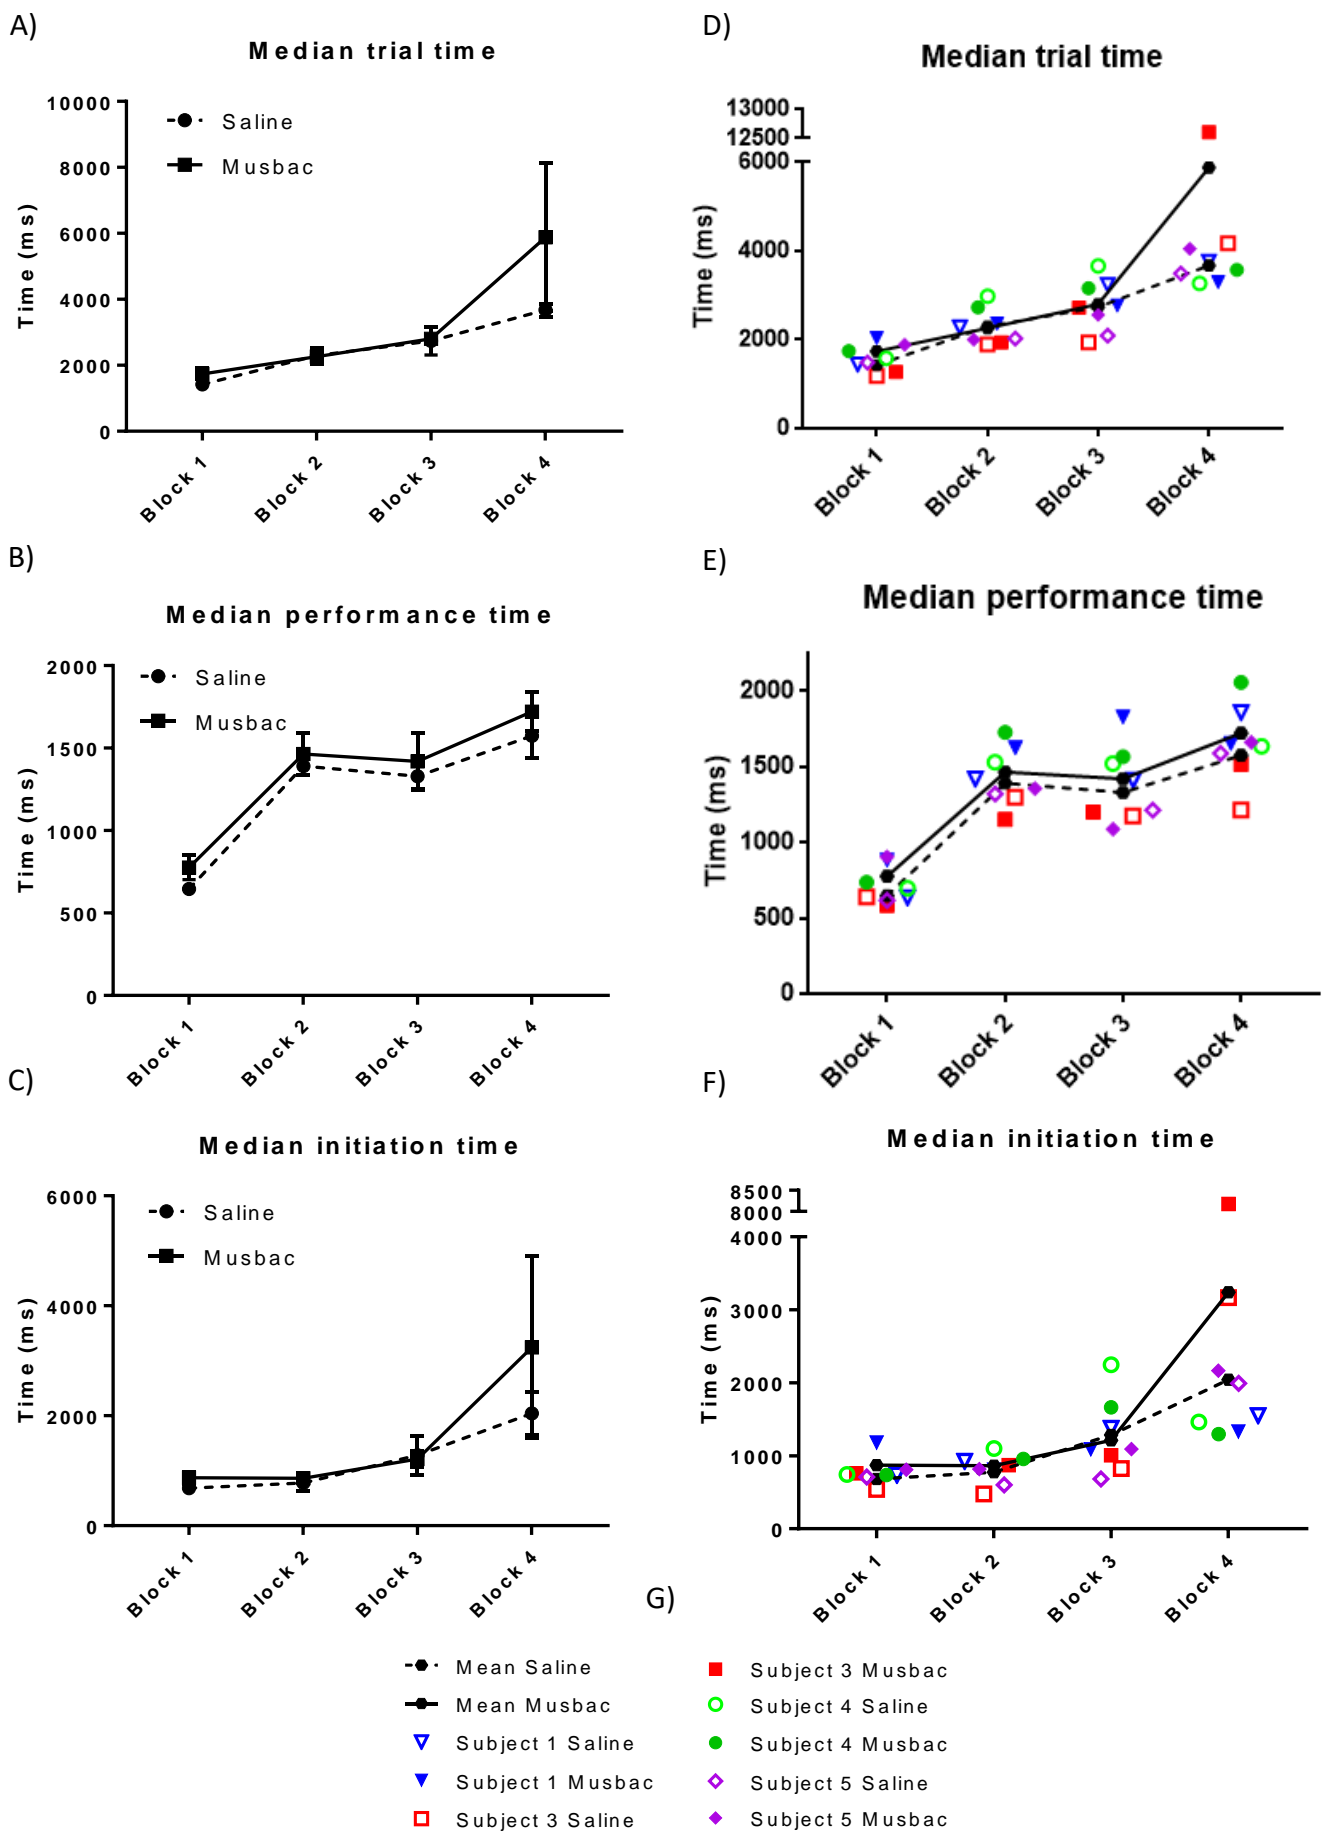 A)
Median trial time
10000
8000
6000
4000
2000
0
Time (ms)
Saline
Musbac
Block 1
Block 2
Block 3
Block 4
D)
Median trial time
13000
12500
6000
4000
2000
0
Time (ms)
Block 1
Block 2
Block 3
Block 4
B)
Median performance time
2000
1500
1000
500
0
Time (ms)
Saline
Musbac
Block 1
Block 2
Block 3
Block 4
E)
Median performance time
2000
1500
1000
500
0
Time (ms)
Block 1
Block 2
Block 3
Block 4
C)
Median initiation time
6000
4000
2000
0
Time (ms)
Saline
Musbac
Block 1
Block 2
Block 3
Block 4
F)
Median initiation time
8500
8000
4000
3000
2000
1000
0
Time (ms)
Block 1
Block 2
Block 3
Block 4
G)
Mean Saline
Mean Musbac
Subject 1 Saline
Subject 1 Musbac
Subject 3 Saline
Subject 3 Musbac
Subject 4 Saline
Subject 4 Musbac
Subject 5 Saline
Subject 5 Musbac